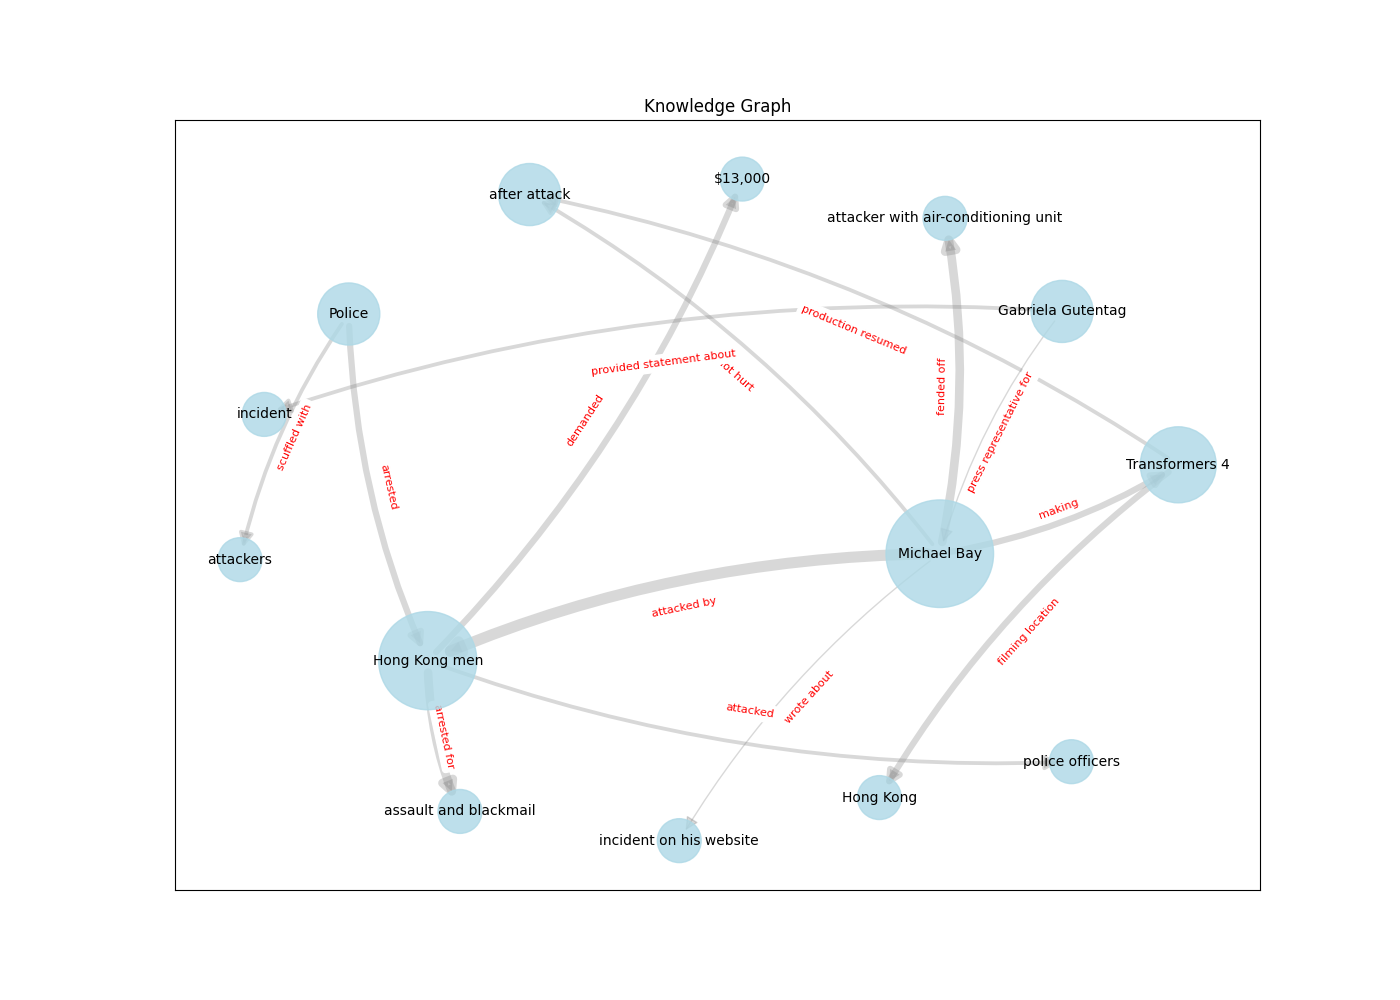 Knowledge Graph
$13,000
after attack
attacker with air-conditioning unit
Gabriela Gutentag
Police
production resumed
provided statement about
hurt
fended off
press representative for
demanded
incident
scuffled with
Transformers 4
arrested
making
Michael Bay
attackers
attacked by
filming location
Hong Kong men
wrote about
attacked
arrested for
police officers
Hong Kong
assault and blackmail
incident on his website